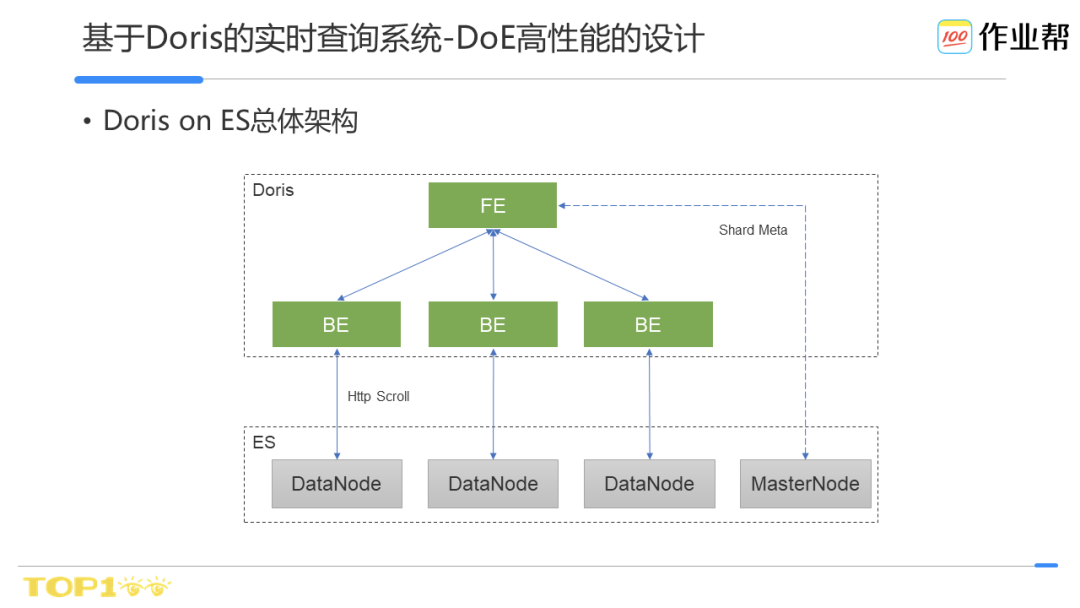 基于Doris的实时查询系统-DoE高性能的设计
100 作业帮
• Doris on ES总体架构
Doris
FE
Shard Meta
BE BE BE
Http Scroll
ES
DataNode DataNode DataNode MasterNode
TOP100